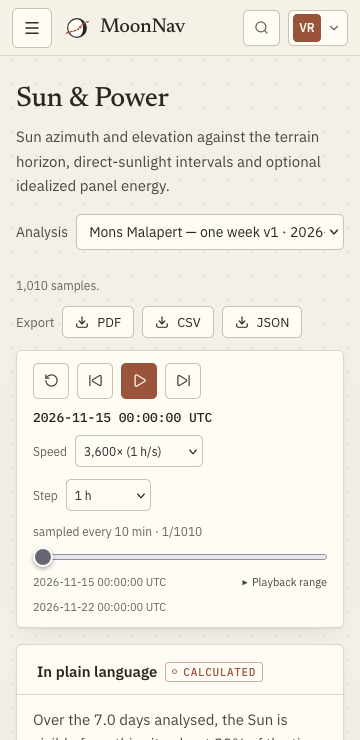 MoonNav
VR
Sun & Power
Sun azimuth and elevation against the terrain
horizon, direct-sunlight intervals and optional
idealized panel energy.
Analysis
Mons Malapert — one week v1 · 2026-
1,010 samples.
Export
PDF
CSV
JSON
2026-11-15 00:00:00 UTC
Speed
3,600× (1 h/s)
Step
1 h
sampled every 10 min · 1/1010
2026-11-15 00:00:00 UTC
▸ Playback range
2026-11-22 00:00:00 UTC
In plain language
CALCULATED
Over the 7.0 days analysed, the Sun is